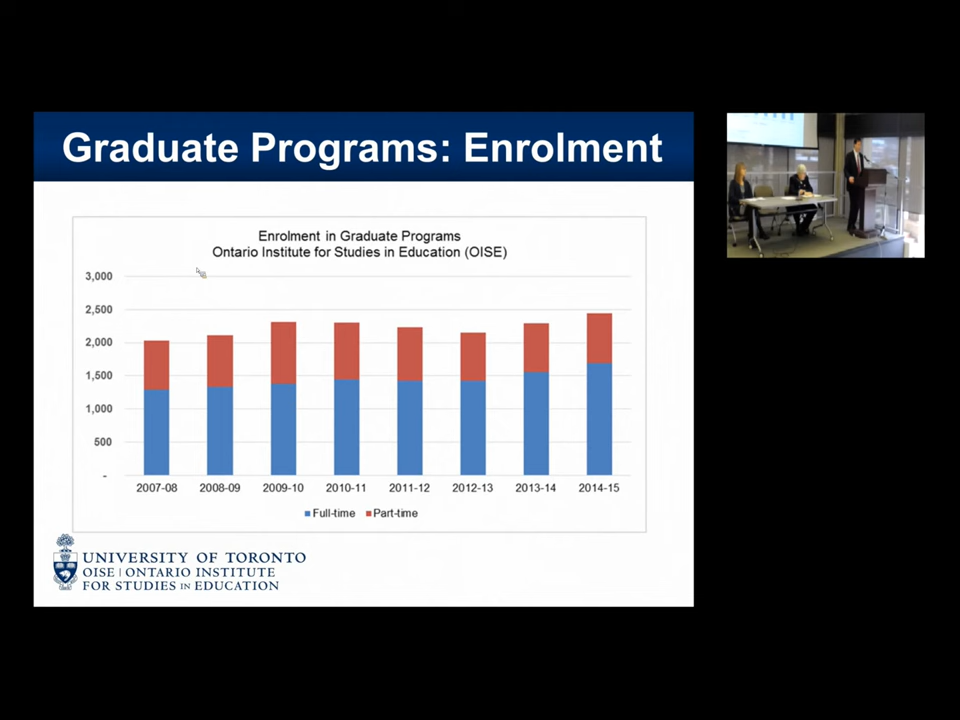 Graduate Programs: Enrolment
Enrolment in Graduate Programs
Ontario Institute for Studies in Education (OISE)
3,000
2,500
2,000
1,500
1,000
500
-
2007-08 2008-09 2009-10 2010-11 2011-12 2012-13 2013-14 2014-15
Full-time Part-time
UNIVERSITY OF TORONTO
OISE | ONTARIO INSTITUTE
FOR STUDIES IN EDUCATION